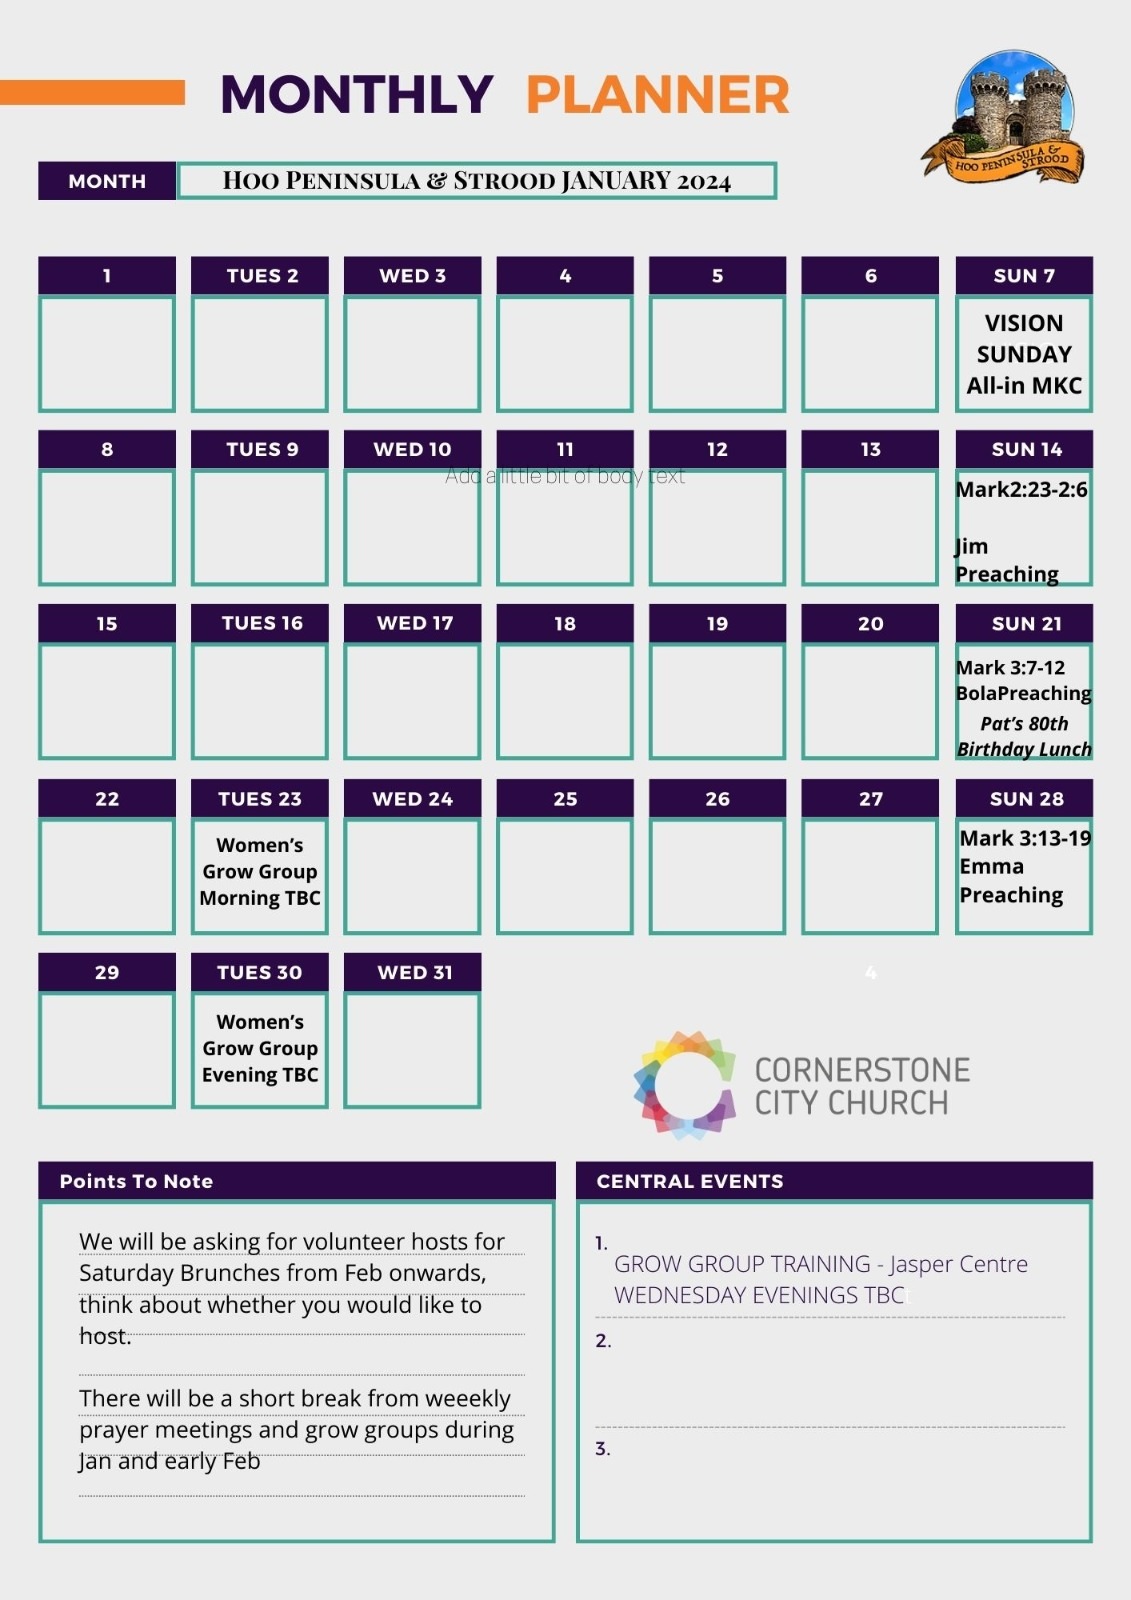 MONTHLY PLANNER
HOO PENINSULA & STROOD
MONTH
Hoo Peninsula & Strood JANUARY 2024
1
TUES 2
WED 3
4
5
6
SUN 7
VISION
SUNDAY
All-in MKC
8
TUES 9
WED 10
11
12
13
SUN 14
Add a little bit of body text
Mark2:23-2:6
Jim
Preaching
15
TUES 16
WED 17
18
19
20
SUN 21
Mark 3:7-12
BolaPreaching
Pat's 80th
Birthday Lunch
22
TUES 23
WED 24
25
26
27
SUN 28
Women's
Grow Group
Morning TBC
Mark 3:13-19
Emma
Preaching
29
TUES 30
WED 31
4
Women's
Grow Group
Evening TBC
CORNERSTONE
CITY CHURCH
Points To Note
We will be asking for volunteer hosts for
Saturday Brunches from Feb onwards,
think about whether you would like to
host.
There will be a short break from weeekly
prayer meetings and grow groups during
Jan and early Feb
CENTRAL EVENTS
1.
GROW GROUP TRAINING - Jasper Centre
WEDNESDAY EVENINGS TBC
2.
3.